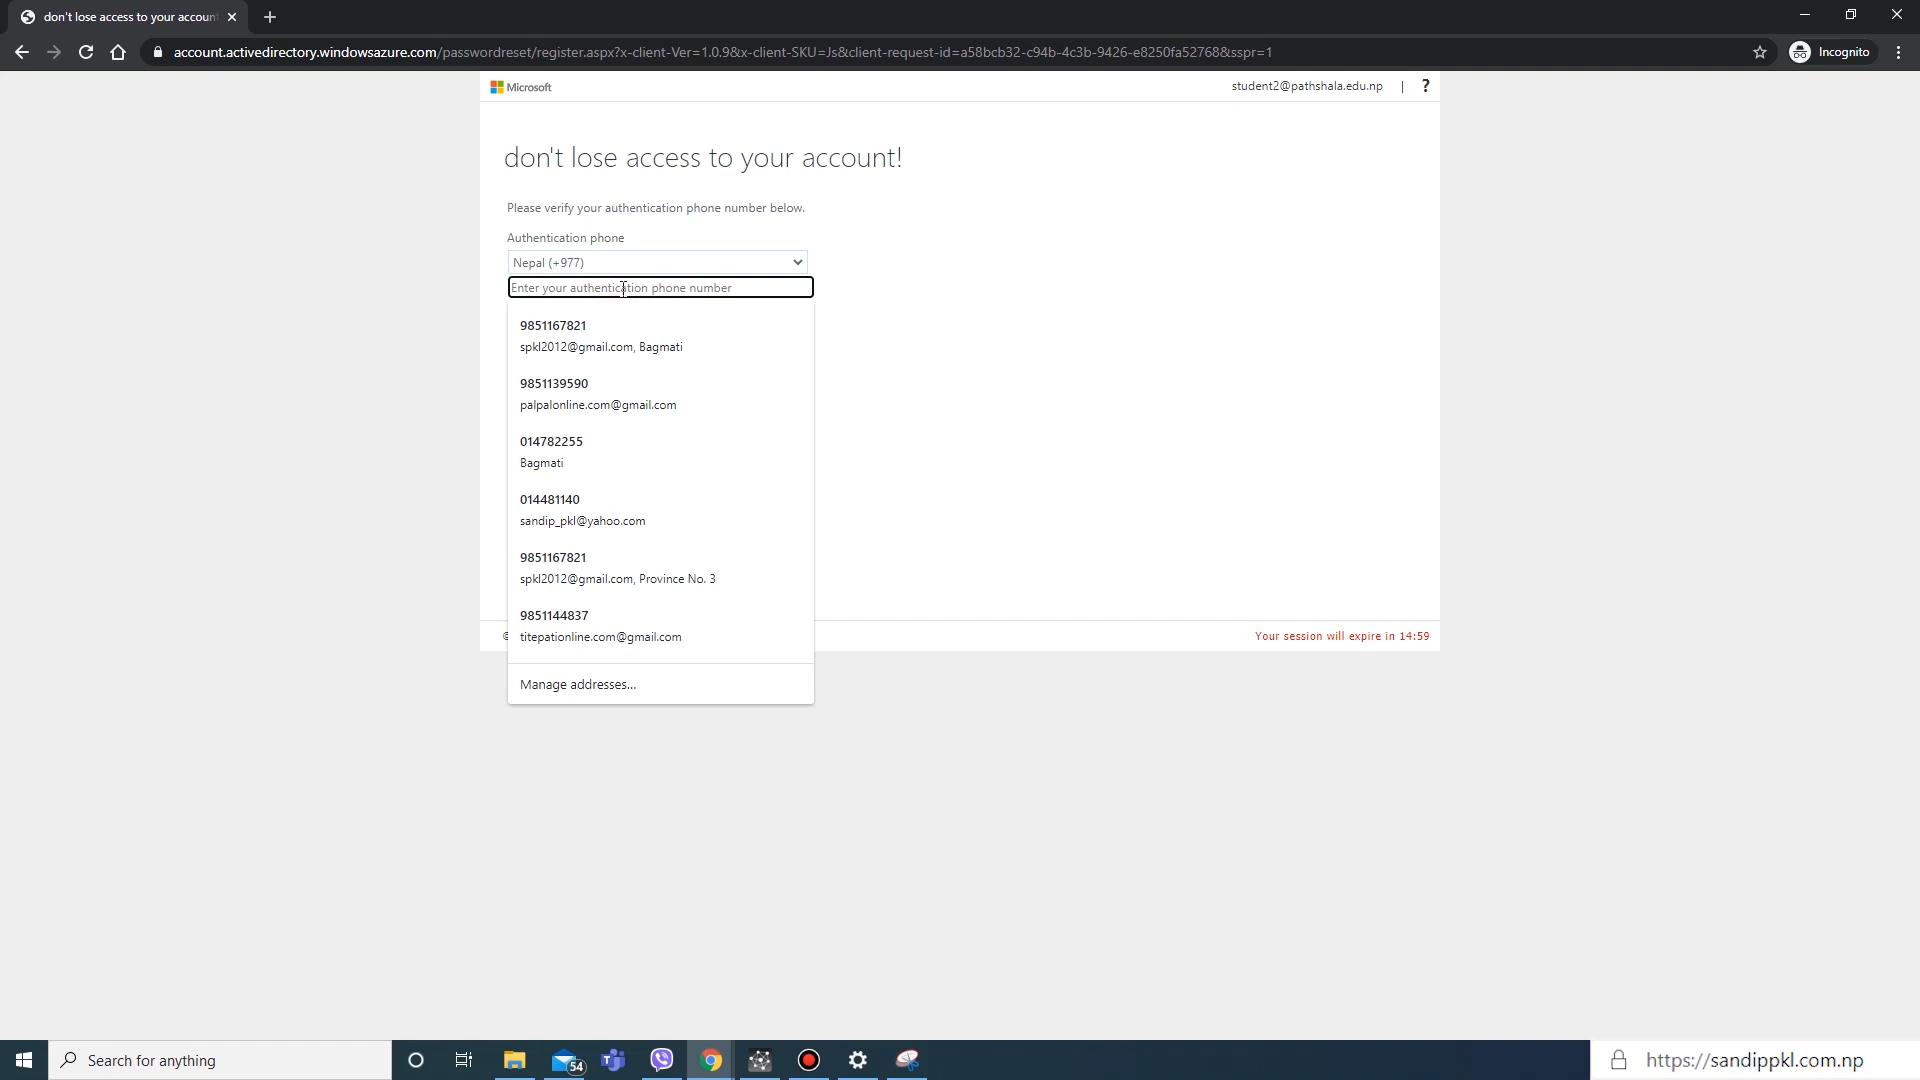 don't lose access to your accoun
account.activedirectory.windowsazure.com/passwordreset/register.aspx?x-client-Ver=1.0.9&x-client-SKU=Js&client-request-id=a58bcb32-c94b-4c3b-9426-e8250fa52768&sspr=1
Incognito
Microsoft
student2@pathshala.edu.np | ?
don't lose access to your account!
Please verify your authentication phone number below.
Authentication phone
Nepal (+977)
Enter your authentication phone number
9851167821
spkl2012@gmail.com, Bagmati
9851139590
palpalonline.com@gmail.com
014782255
Bagmati
014481140
sandip_pkl@yahoo.com
9851167821
spkl2012@gmail.com, Province No. 3
9851144837
titepationline.com@gmail.com
©
Your session will expire in 14:59
Manage addresses...
Search for anything
54
https://sandippkl.com.np